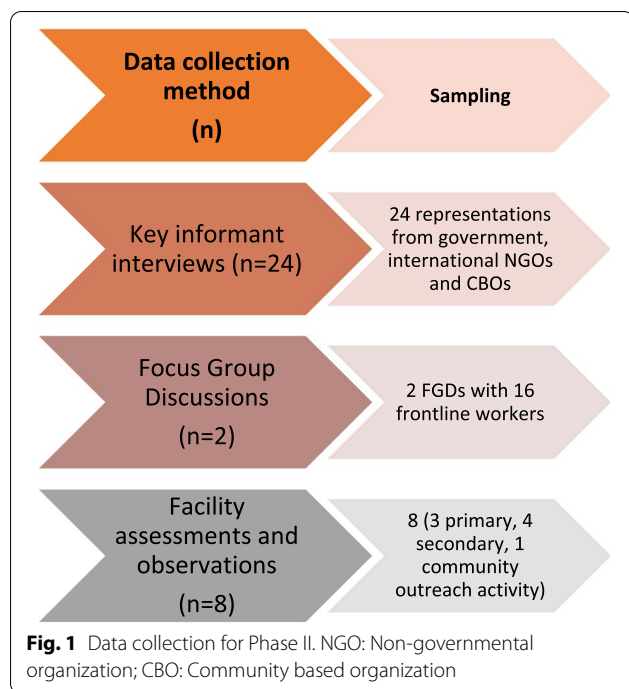 Data collection
method
(n)
Sampling
Key informant
interviews (n=24)
24 representations
from government,
international NGOs
and CBOs
Focus Group
Discussions
(n=2)
2 FGDs with 16
frontline workers
Facility
assessments and
observations
(n=8)
8 (3 primary, 4
secondary, 1
community
outreach activity)
Fig. 1 Data collection for Phase II. NGO: Non-governmental
organization; CBO: Community based organization